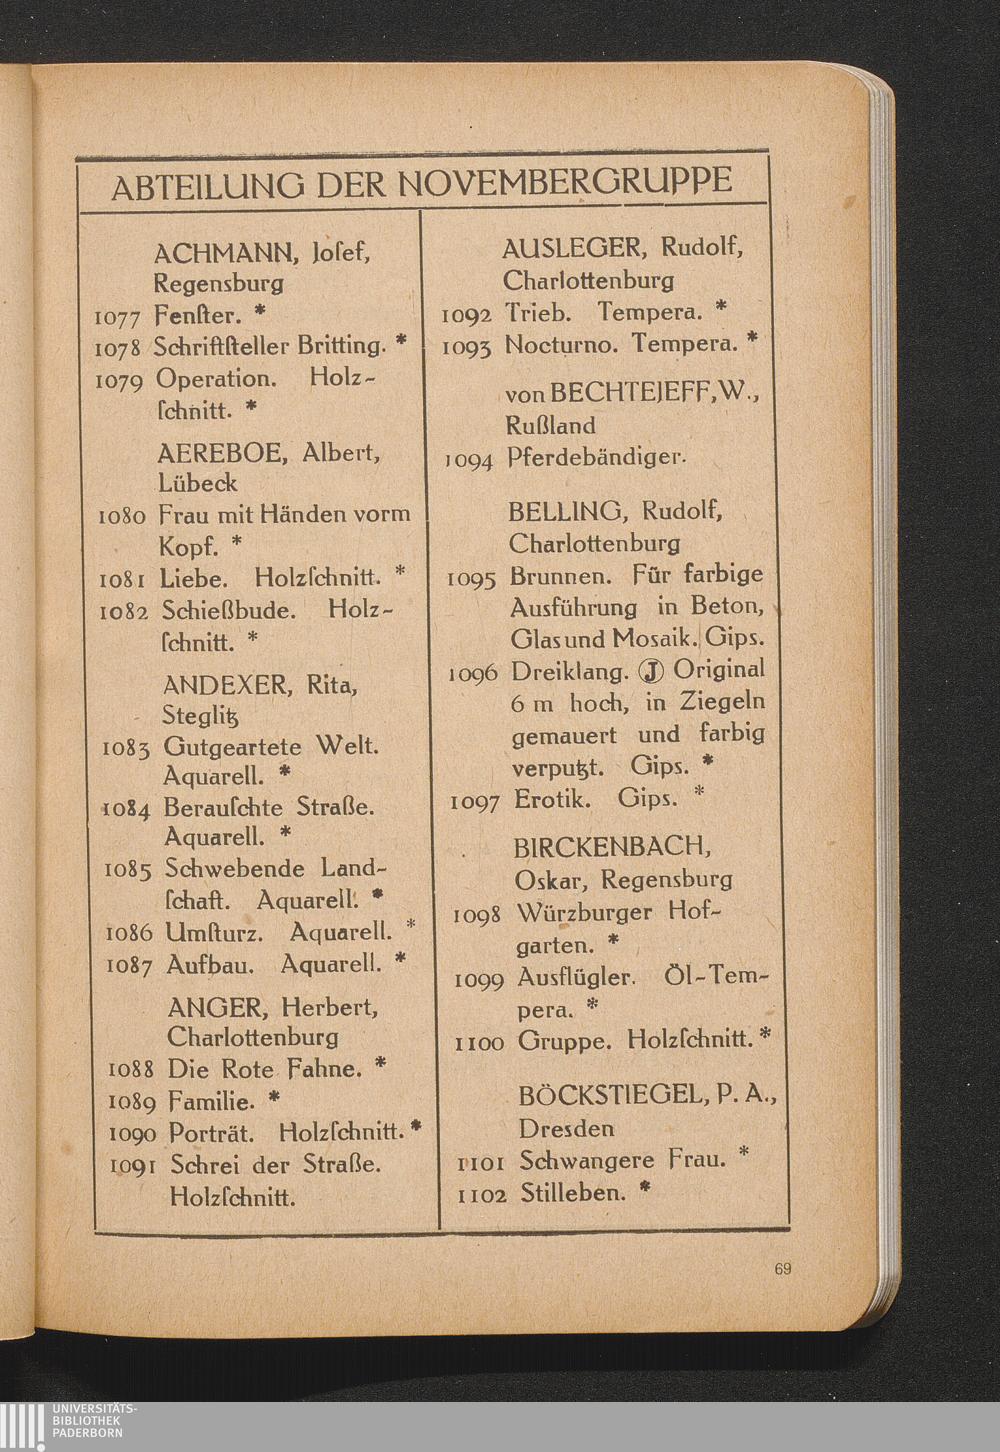 ABTEILUNG DER NOVEMBERGRUPPE
ACHMANN, Joſef,
Regensburg
1077 Fenſter. *
1078 Schriftſteller Britting. *
1079 Operation. Holz-
ſchnitt. *
AEREBOE, Albert,
Lübeck
1080 Frau mit Händen vorm
Kopf. *
1081 Liebe. Holzſchnitt. *
1082 Schießbude. Holz-
ſchnitt. *
ANDEXER, Rita,
Steglitz
1083 Gutgeartete Welt.
Aquarell. *
1084 Berauſchte Straße.
Aquarell. *
1085 Schwebende Land-
ſchaft. Aquarell. *
1086 Umſturz. Aquarell. *
1087 Aufbau. Aquarell. *
ANGER, Herbert,
Charlottenburg
1088 Die Rote Fahne. *
1089 Familie. *
1090 Porträt. Holzſchnitt. *
1091 Schrei der Straße.
Holzſchnitt.
AUSLEGER, Rudolf,
Charlottenburg
1092 Trieb. Tempera. *
1093 Nocturno. Tempera. *
von BECHTEJEFF, W.,
Rußland
1094 Pferdebändiger.
BELLING, Rudolf,
Charlottenburg
1095 Brunnen. Für farbige
Ausführung in Beton,
Glas und Mosaik. Gips.
1096 Dreiklang. Ⓙ Original
6 m hoch, in Ziegeln
gemauert und farbig
verputzt. Gips. *
1097 Erotik. Gips. *
BIRCKENBACH,
Oskar, Regensburg
1098 Würzburger Hof-
garten. *
1099 Ausflügler. Öl-Tem-
pera. *
1100 Gruppe. Holzſchnitt. *
BÖCKSTIEGEL, P. A.,
Dresden
1101 Schwangere Frau. *
1102 Stilleben. *
69
UNIVERSITÄTS-
BIBLIOTHEK
PADERBORN